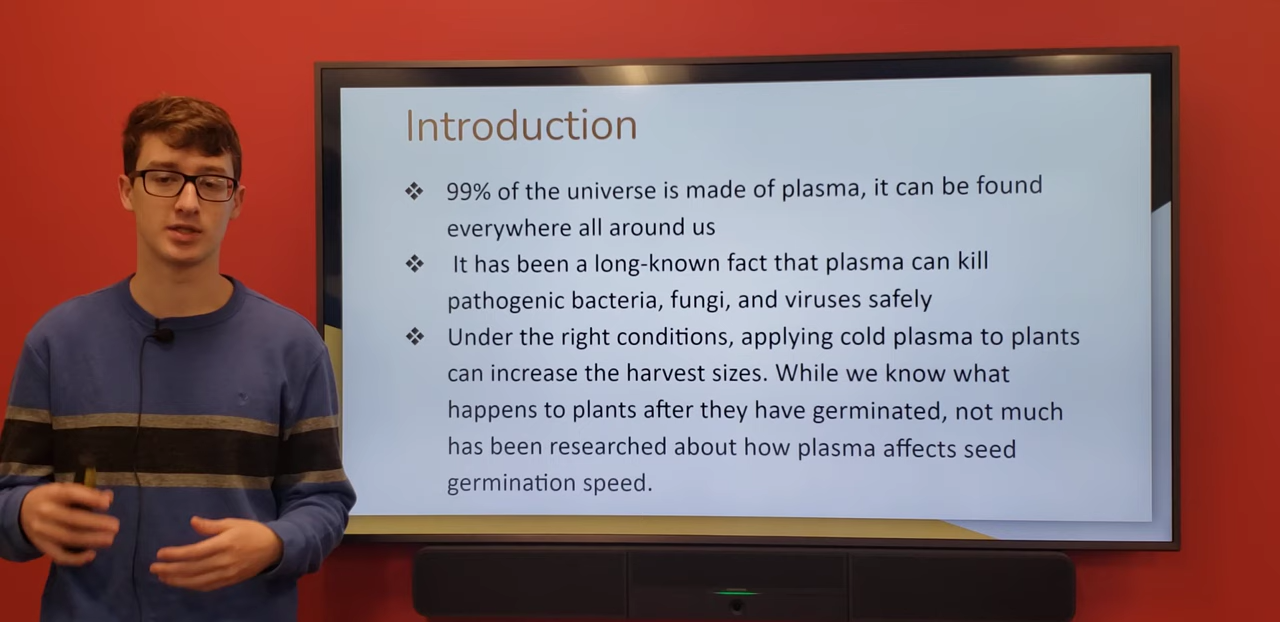 Introduction
❖ 99% of the universe is made of plasma, it can be found
everywhere all around us
❖ It has been a long-known fact that plasma can kill
pathogenic bacteria, fungi, and viruses safely
❖ Under the right conditions, applying cold plasma to plants
can increase the harvest sizes. While we know what
happens to plants after they have germinated, not much
has been researched about how plasma affects seed
germination speed.